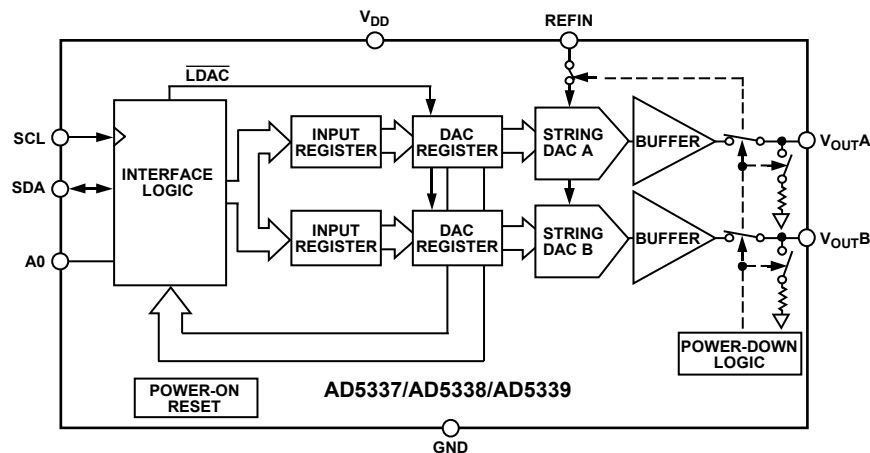 VDD
REFIN
LDAC
SCL
SDA
A0
INTERFACE
LOGIC
INPUT
REGISTER
DAC
REGISTER
STRING
DAC A
BUFFER
VOUTA
INPUT
REGISTER
DAC
REGISTER
STRING
DAC B
BUFFER
VOUTB
POWER-DOWN
LOGIC
POWER-ON
RESET
AD5337/AD5338/AD5339
GND